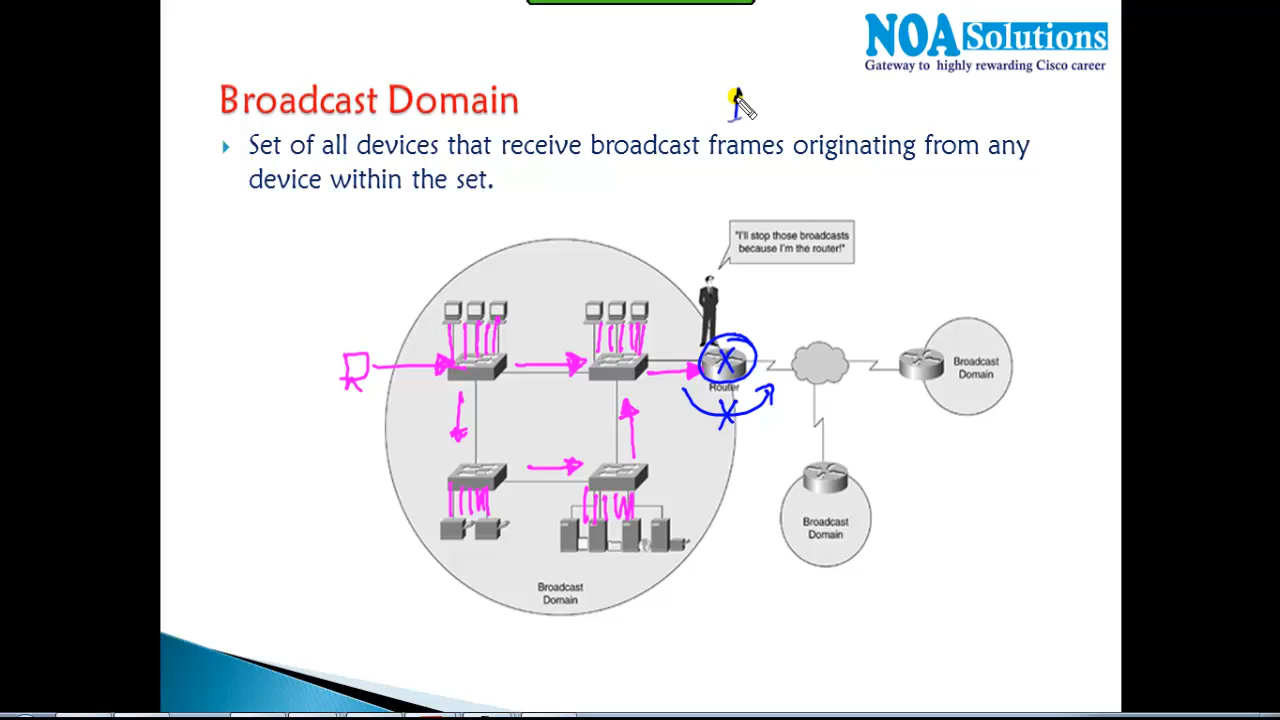 NOA Solutions
Gateway to highly rewarding Cisco career
Broadcast Domain
Set of all devices that receive broadcast frames originating from any
device within the set.
"I'll stop those broadcasts
because I'm the router!"
Router
Broadcast
Domain
Broadcast
Domain
Broadcast
Domain